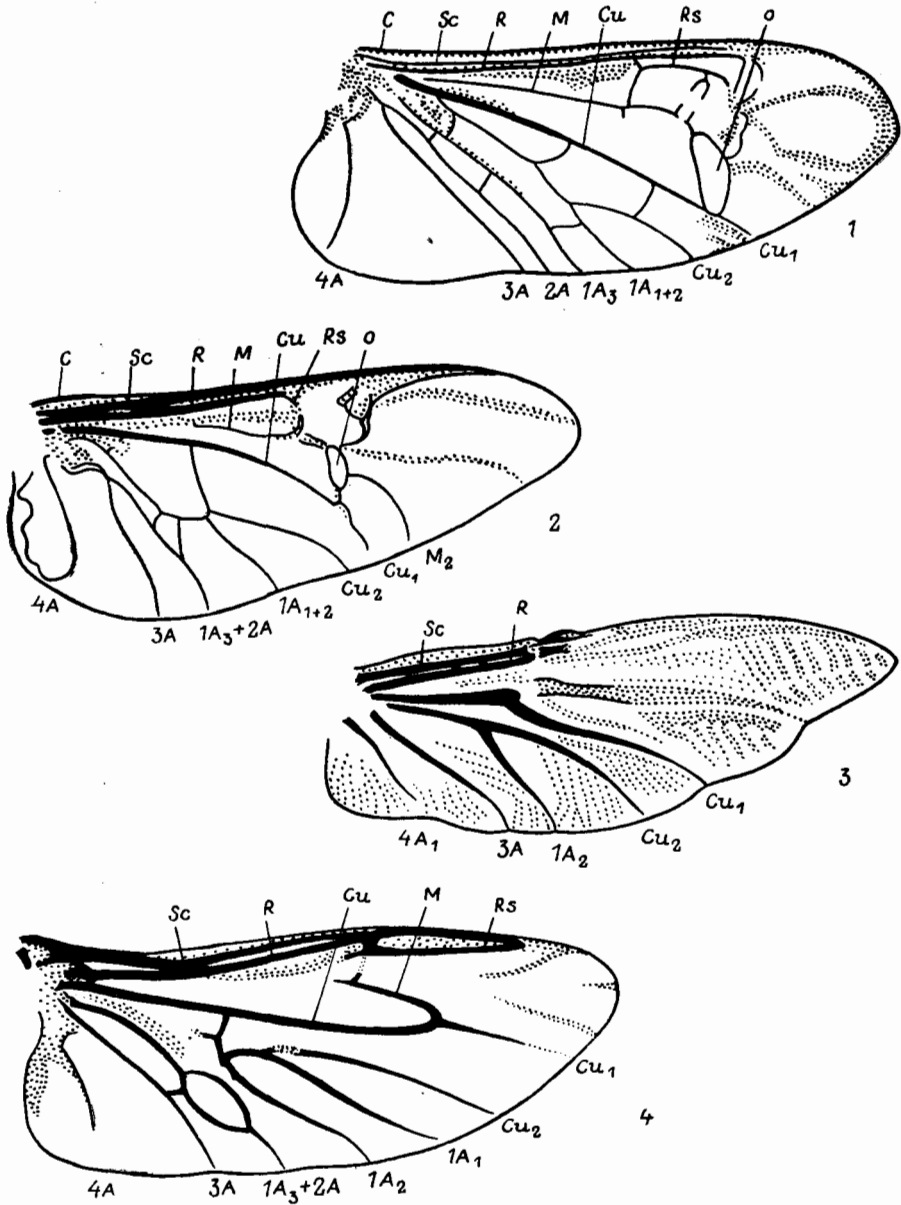 C Sc R M Cu Rs O
1
4A 3A 2A 1A₃ 1A₁₊₂ Cu₂ Cu₁
C Sc R M Cu Rs O
2
4A 3A 1A₃+2A 1A₁₊₂ Cu₂ Cu₁ M₂
Sc R
3
4A₁ 3A 1A₂ Cu₂ Cu₁
Sc R Cu M Rs
4
4A 3A 1A₃+2A 1A₂ 1A₁ Cu₂ Cu₁